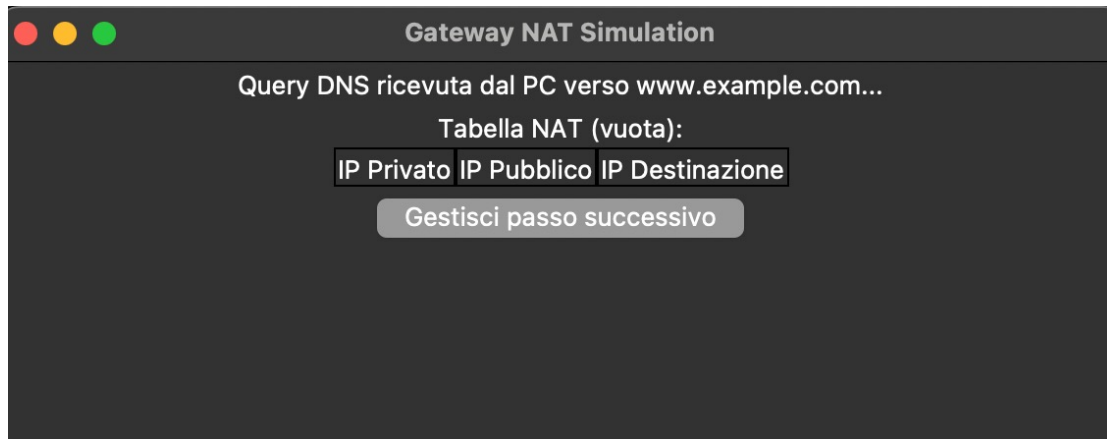 Gateway NAT Simulation
Query DNS ricevuta dal PC verso www.example.com...
Tabella NAT (vuota):
IP Privato IP Pubblico IP Destinazione
Gestisci passo successivo